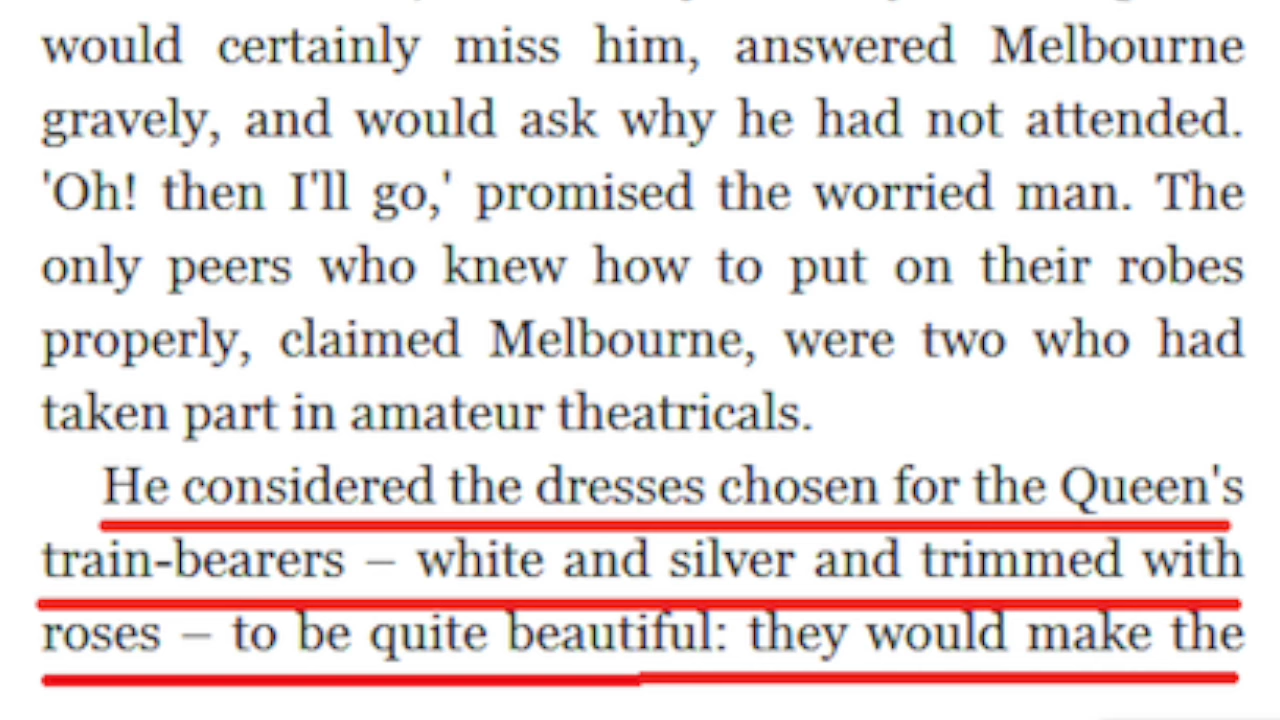 would certainly miss him, answered Melbourne
gravely, and would ask why he had not attended.
'Oh! then I'll go,' promised the worried man. The
only peers who knew how to put on their robes
properly, claimed Melbourne, were two who had
taken part in amateur theatricals.
He considered the dresses chosen for the Queen's
train-bearers – white and silver and trimmed with
roses – to be quite beautiful: they would make the